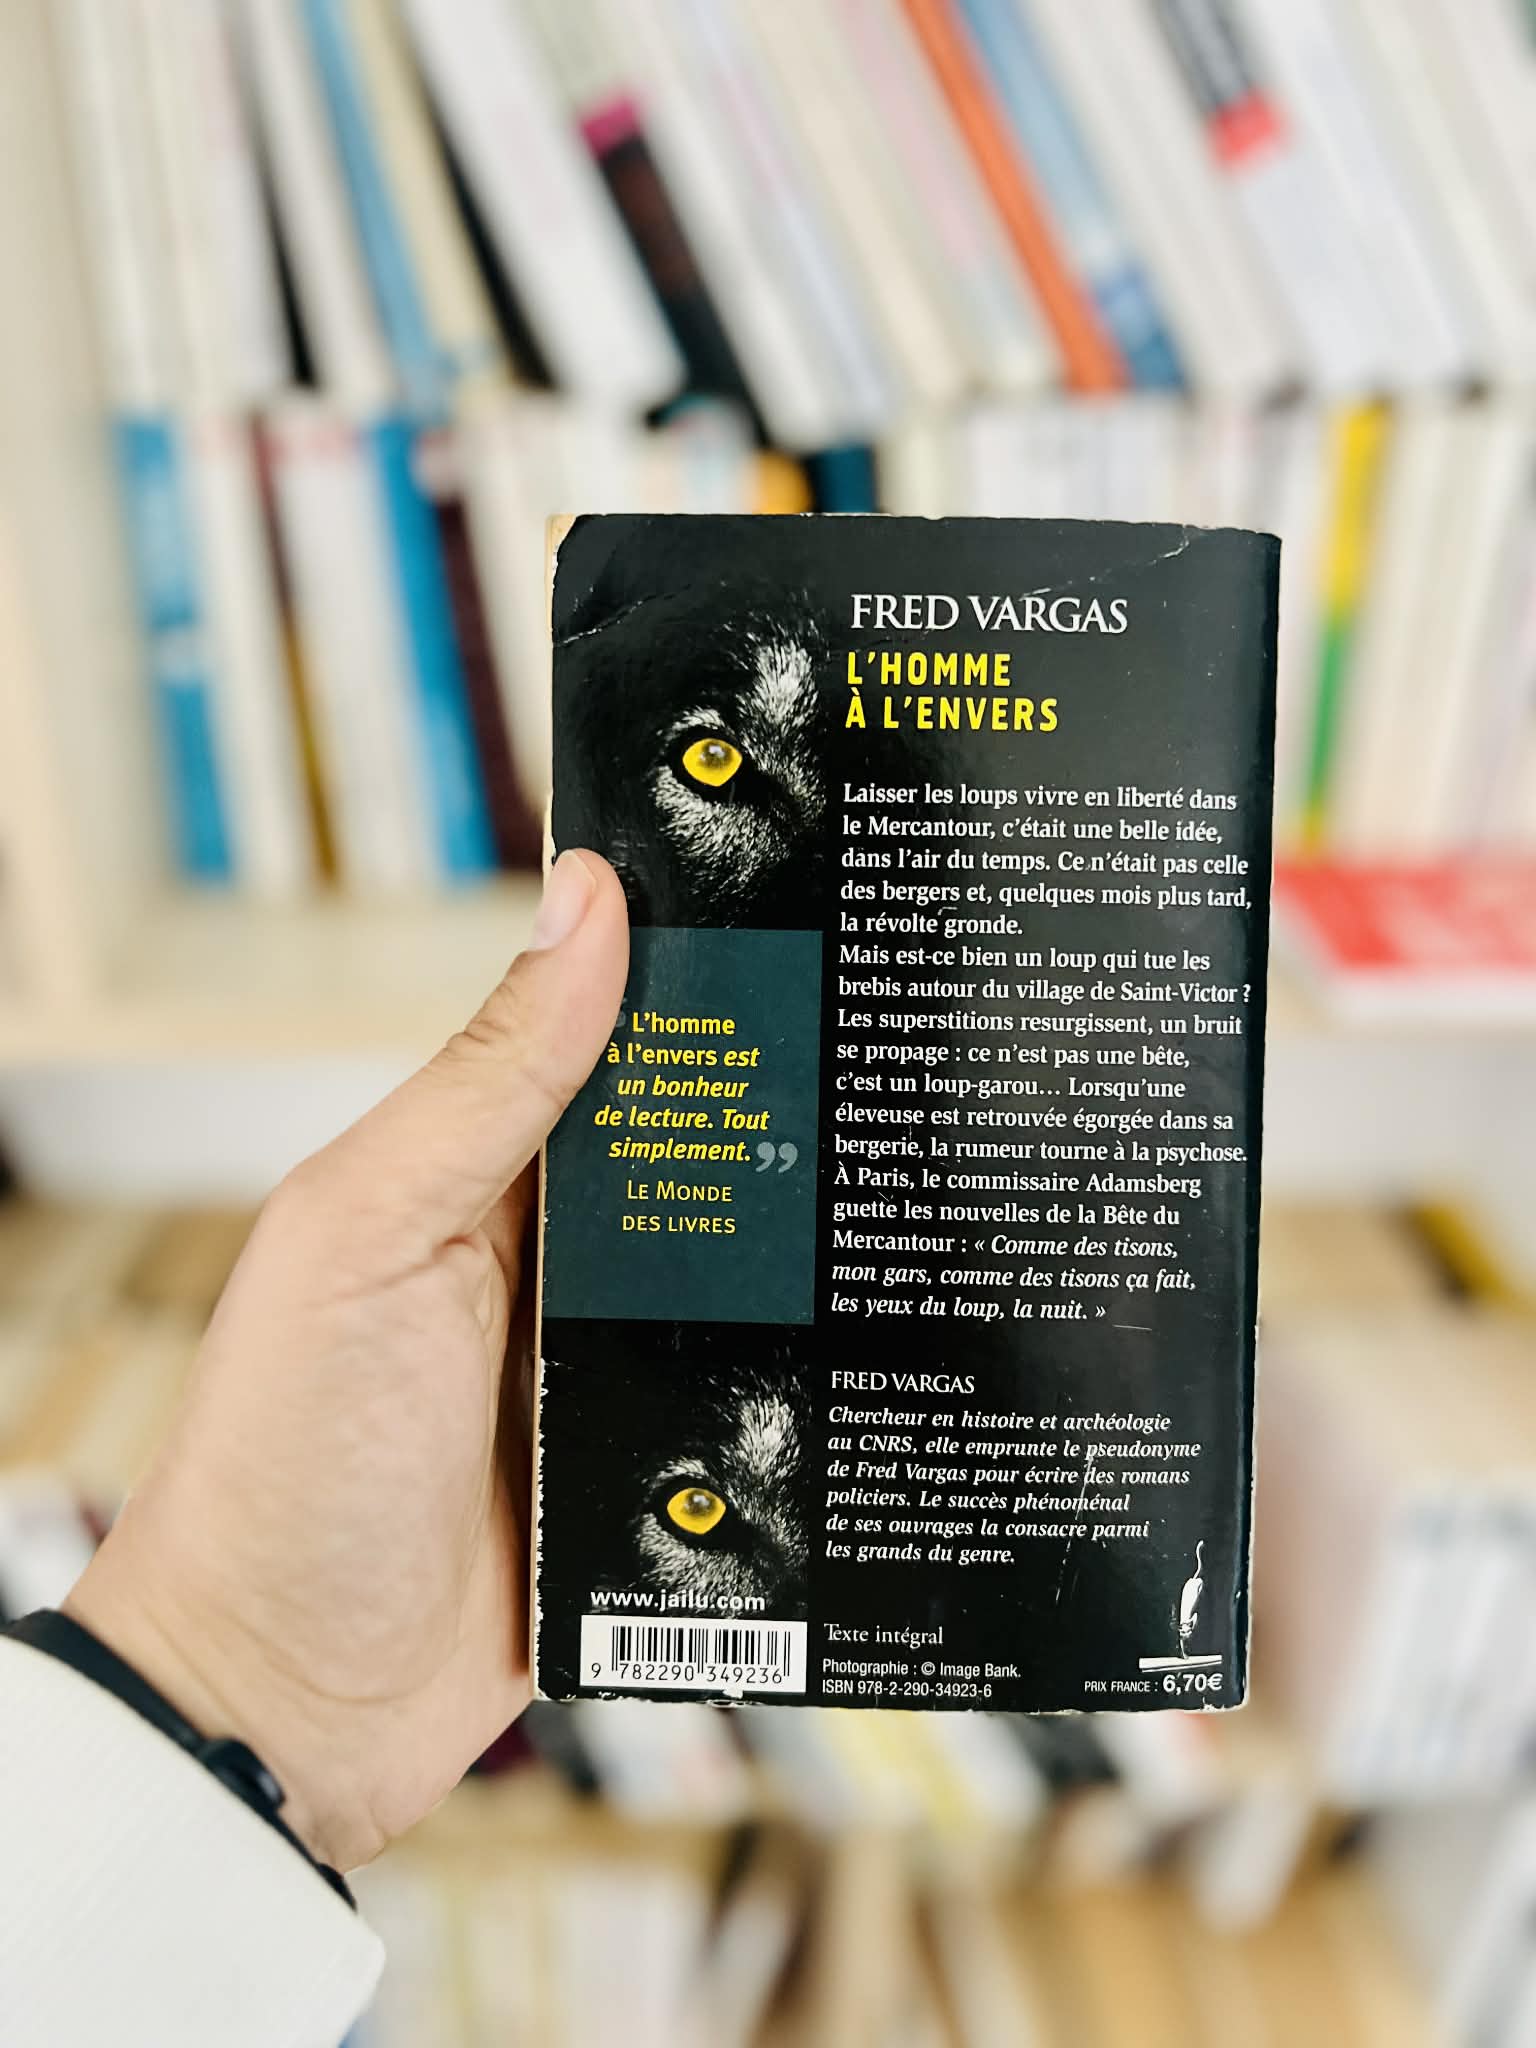 FRED VARGAS
L'HOMME
À L'ENVERS
Laisser les loups vivre en liberté dans
le Mercantour, c'était une belle idée,
dans l'air du temps. Ce n'était pas celle
des bergers et, quelques mois plus tard,
la révolte gronde.
Mais est-ce bien un loup qui tue les
brebis autour du village de Saint-Victor ?
Les superstitions resurgissent, un bruit
se propage : ce n'est pas une bête,
c'est un loup-garou… Lorsqu'une
éleveuse est retrouvée égorgée dans sa
bergerie, la rumeur tourne à la psychose.
À Paris, le commissaire Adamsberg
guette les nouvelles de la Bête du
Mercantour : « Comme des tisons,
mon gars, comme des tisons ça fait,
les yeux du loup, la nuit. »
L'homme
à l'envers est
un bonheur
de lecture. Tout
simplement. ”
LE MONDE
DES LIVRES
FRED VARGAS
Chercheur en histoire et archéologie
au CNRS, elle emprunte le pseudonyme
de Fred Vargas pour écrire des romans
policiers. Le succès phénoménal
de ses ouvrages la consacre parmi
les grands du genre.
www.jailu.com
9 782290 349236
Texte intégral
Photographie : © Image Bank.
ISBN 978-2-290-34923-6
PRIX FRANCE : 6,70€